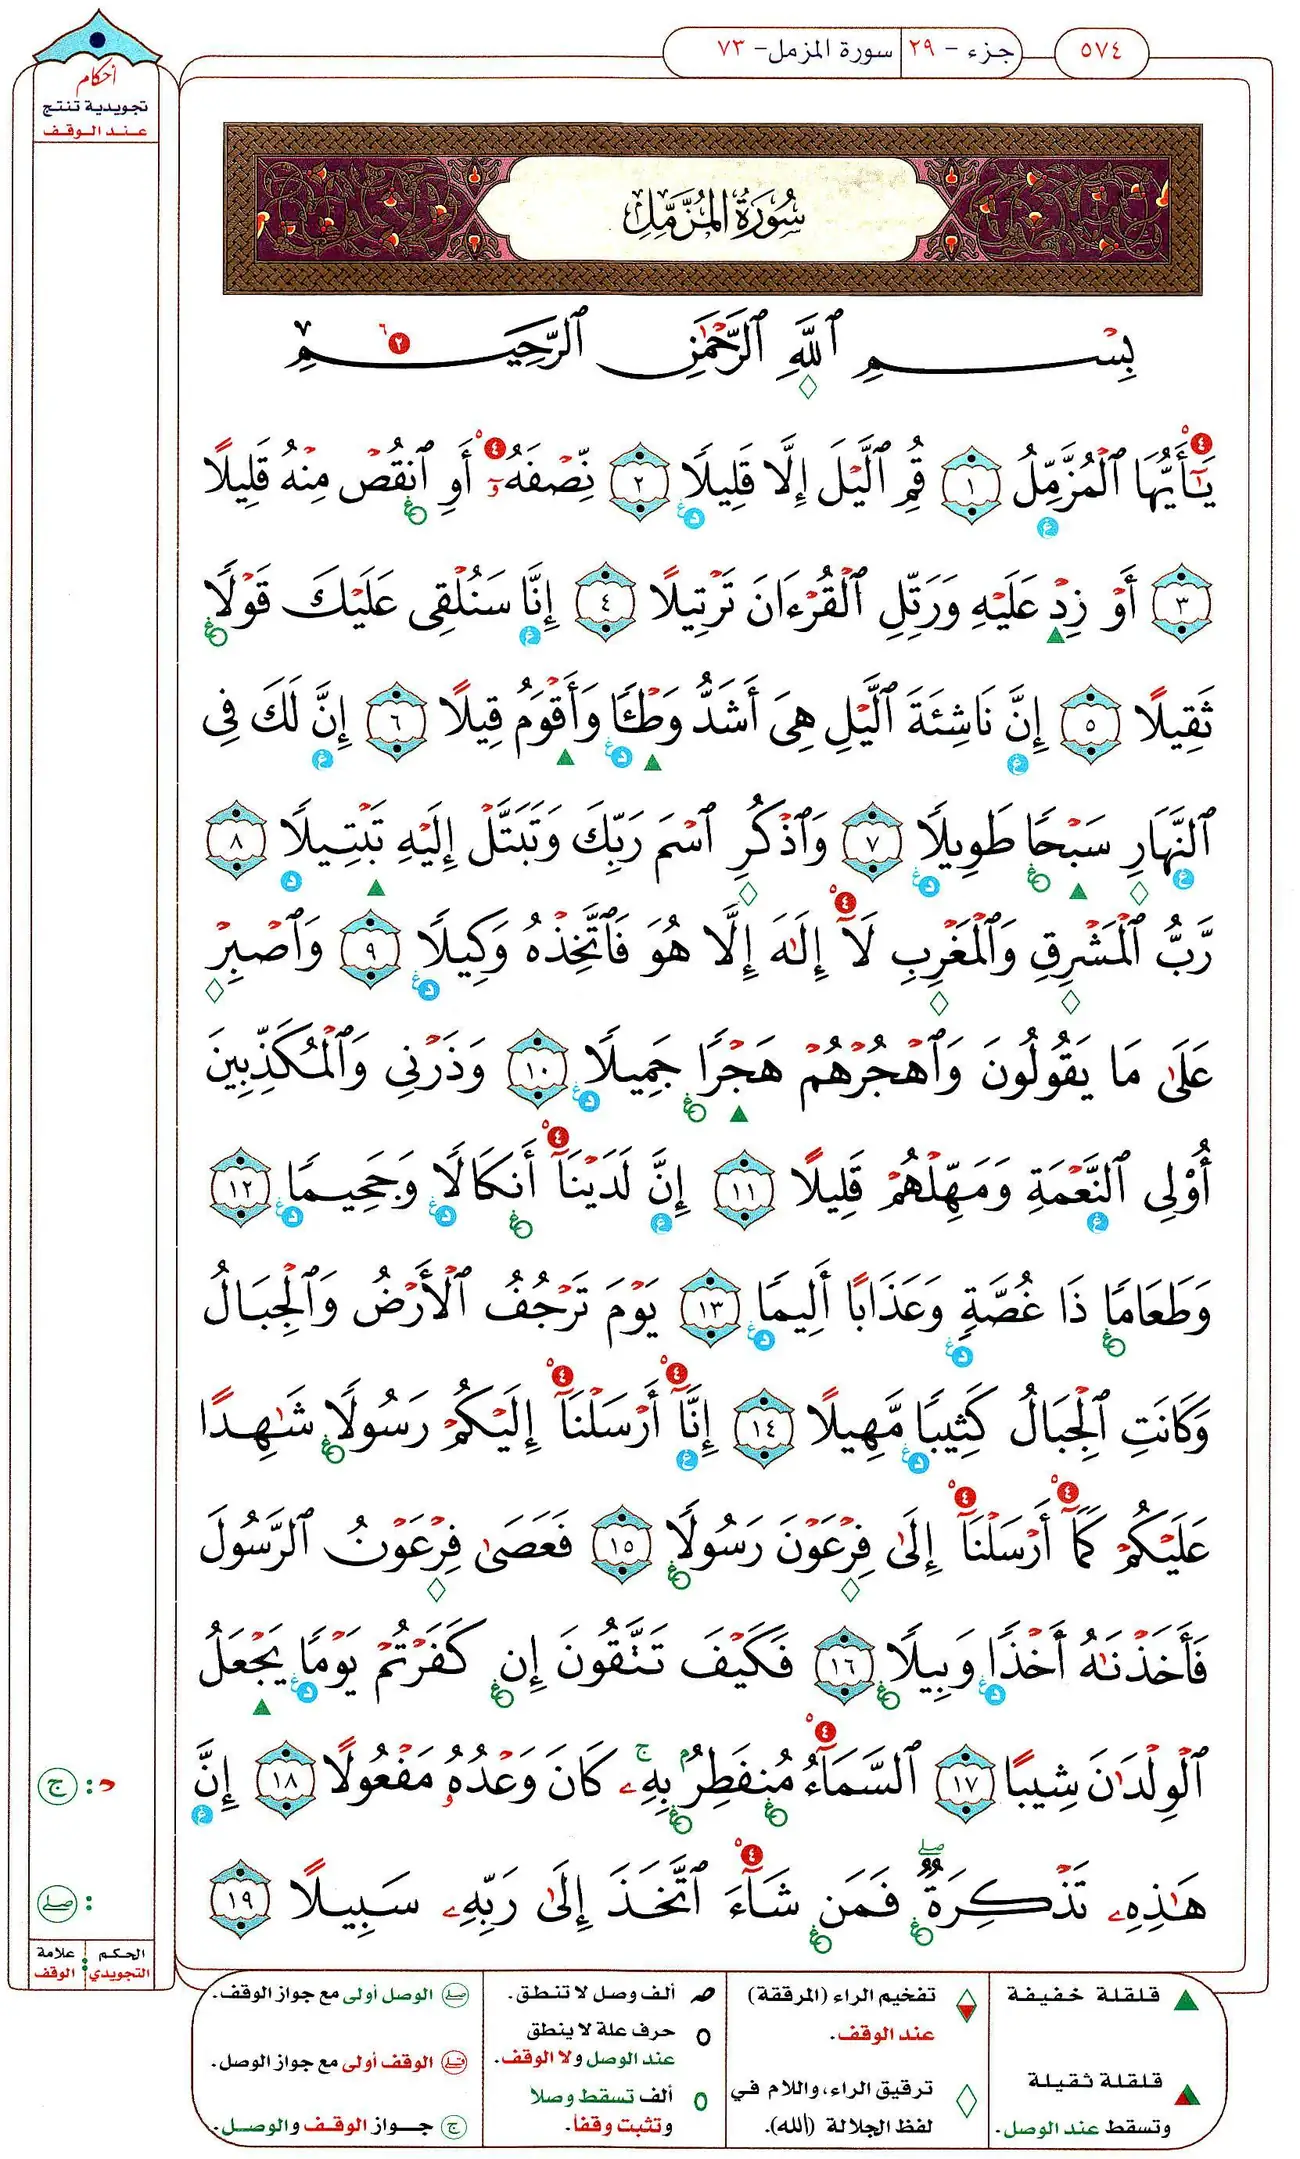 ٥٧٤
جزء - ٢٩ سورة المزمل - ٧٣
أحكام
تجويدية تنتج
عند الوقف
سُورَةُ المُزَّمِّلِ
بِسْمِ ٱللَّهِ ٱلرَّحْمَٰنِ ٱلرَّحِيمِ
يَٰٓأَيُّهَا ٱلْمُزَّمِّلُ ١ قُمِ ٱلَّيْلَ إِلَّا قَلِيلًا ٢ نِّصْفَهُۥٓ أَوِ ٱنقُصْ مِنْهُ قَلِيلًا
٣ أَوْ زِدْ عَلَيْهِ وَرَتِّلِ ٱلْقُرْءَانَ تَرْتِيلًا ٤ إِنَّا سَنُلْقِى عَلَيْكَ قَوْلًا
ثَقِيلًا ٥ إِنَّ نَاشِئَةَ ٱلَّيْلِ هِىَ أَشَدُّ وَطْـًٔا وَأَقْوَمُ قِيلًا ٦ إِنَّ لَكَ فِى
ٱلنَّهَارِ سَبْحًا طَوِيلًا ٧ وَٱذْكُرِ ٱسْمَ رَبِّكَ وَتَبَتَّلْ إِلَيْهِ تَبْتِيلًا ٨
رَّبُّ ٱلْمَشْرِقِ وَٱلْمَغْرِبِ لَآ إِلَٰهَ إِلَّا هُوَ فَٱتَّخِذْهُ وَكِيلًا ٩ وَٱصْبِرْ
عَلَىٰ مَا يَقُولُونَ وَٱهْجُرْهُمْ هَجْرًا جَمِيلًا ١٠ وَذَرْنِى وَٱلْمُكَذِّبِينَ
أُو۟لِى ٱلنَّعْمَةِ وَمَهِّلْهُمْ قَلِيلًا ١١ إِنَّ لَدَيْنَآ أَنكَالًا وَجَحِيمًا ١٢
وَطَعَامًا ذَا غُصَّةٍ وَعَذَابًا أَلِيمًا ١٣ يَوْمَ تَرْجُفُ ٱلْأَرْضُ وَٱلْجِبَالُ
وَكَانَتِ ٱلْجِبَالُ كَثِيبًا مَّهِيلًا ١٤ إِنَّآ أَرْسَلْنَآ إِلَيْكُمْ رَسُولًا شَٰهِدًا
عَلَيْكُمْ كَمَآ أَرْسَلْنَآ إِلَىٰ فِرْعَوْنَ رَسُولًا ١٥ فَعَصَىٰ فِرْعَوْنُ ٱلرَّسُولَ
فَأَخَذْنَٰهُ أَخْذًا وَبِيلًا ١٦ فَكَيْفَ تَتَّقُونَ إِن كَفَرْتُمْ يَوْمًا يَجْعَلُ
ٱلْوِلْدَٰنَ شِيبًا ١٧ ٱلسَّمَآءُ مُنفَطِرٌۢ بِهِۦ ۚ كَانَ وَعْدُهُۥ مَفْعُولًا ١٨ إِنَّ
هَٰذِهِۦ تَذْكِرَةٌ ۖ فَمَن شَآءَ ٱتَّخَذَ إِلَىٰ رَبِّهِۦ سَبِيلًا ١٩
د : ج
: صلى
الحكم التجويدي : علامة الوقف
قلقلة خفيفة
قلقلة ثقيلة
وتسقط عند الوصل.
تفخيم الراء (المرققة)
عند الوقف.
ترقيق الراء، واللام في
لفظ الجلالة (الله).
ألف وصل لا تنطق.
حرف علة لا ينطق
عند الوصل ولا الوقف.
ألف تسقط وصلا
وتثبت وقفا.
صلى الوصل أولى مع جواز الوقف.
قلى الوقف أولى مع جواز الوصل.
ج جواز الوقف والوصل.